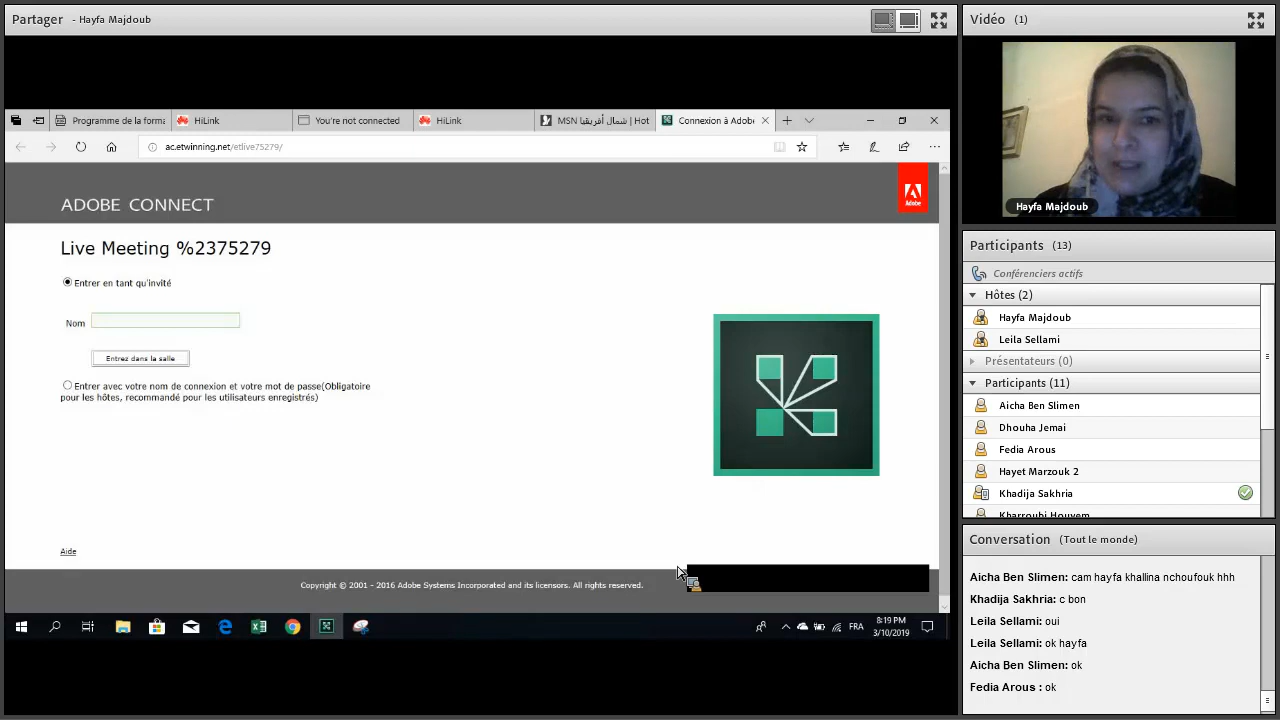 Partager - Hayfa Majdoub
Programme de la forma
HiLink
You're not connected
HiLink
MSN شمال أفريقيا | Hot
Connexion à Adob
ac.etwinning.net/etlive75279/
Adobe
ADOBE CONNECT
Live Meeting %2375279
Entrer en tant qu'invité
Nom
Entrez dans la salle
Entrer avec votre nom de connexion et votre mot de passe(Obligatoire
pour les hôtes, recommandé pour les utilisateurs enregistrés)
Aide
Copyright © 2001 - 2016 Adobe Systems Incorporated and its licensors. All rights reserved.
FRA
8:19 PM
3/10/2019
Vidéo (1)
Hayfa Majdoub
Participants (13)
Conférenciers actifs
Hôtes (2)
Hayfa Majdoub
Leila Sellami
Présentateurs (0)
Participants (11)
Aicha Ben Slimen
Dhouha Jemai
Fedia Arous
Hayet Marzouk 2
Khadija Sakhria
Kharroubi Houyem
Conversation (Tout le monde)
Aicha Ben Slimen: cam hayfa khallina nchoufouk hhh
Khadija Sakhria: c bon
Leila Sellami: oui
Leila Sellami: ok hayfa
Aicha Ben Slimen: ok
Fedia Arous : ok